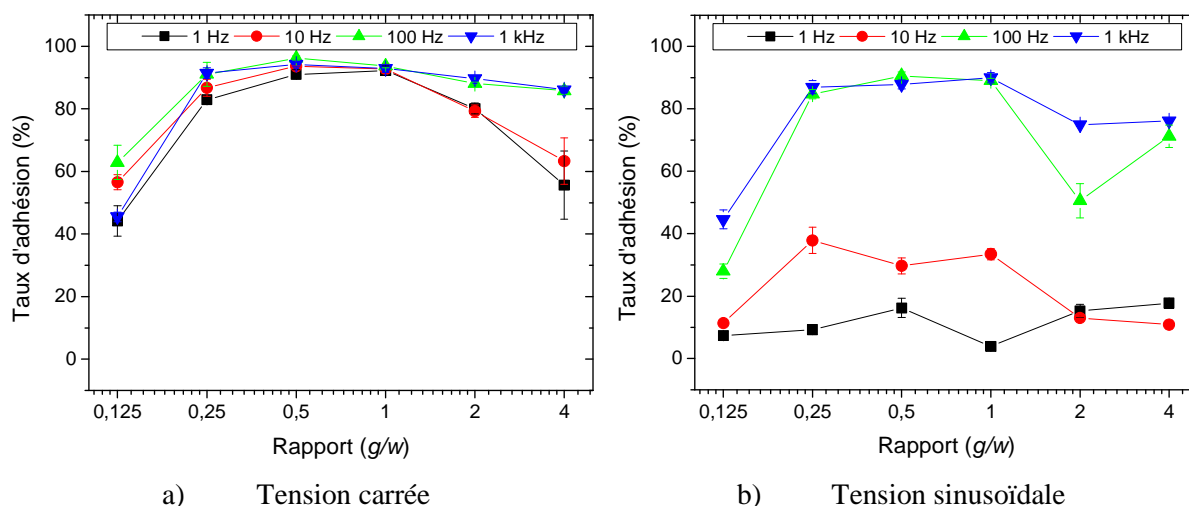 1 Hz 10 Hz 100 Hz 1 kHz
100
80
60
40
20
0
Taux d'adhésion (%)
0,125 0,25 0,5 1 2 4
Rapport (g/w)
a) Tension carrée
1 Hz 10 Hz 100 Hz 1 kHz
100
80
60
40
20
0
Taux d'adhésion (%)
0,125 0,25 0,5 1 2 4
Rapport (g/w)
b) Tension sinusoïdale